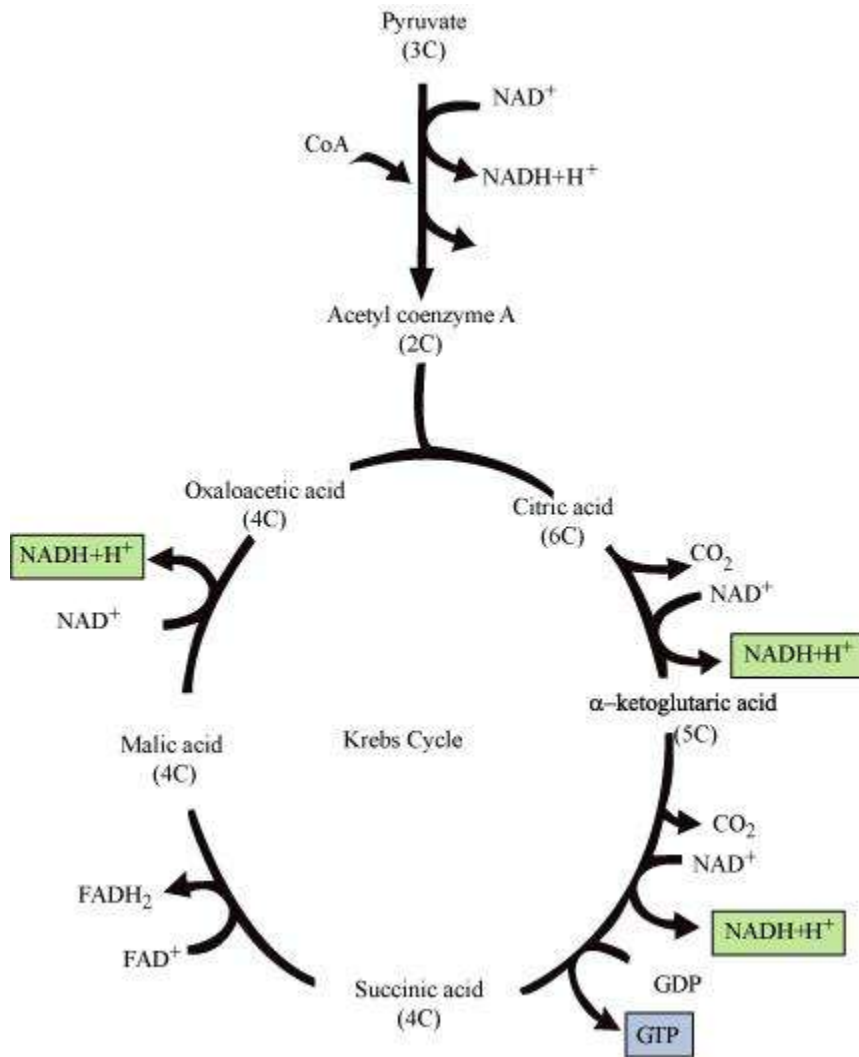 Pyruvate
(3C)
NAD⁺
CoA
NADH+H⁺
Acetyl coenzyme A
(2C)
Oxaloacetic acid
(4C)
Citric acid
(6C)
NADH+H⁺
NAD⁺
CO₂
NAD⁺
NADH+H⁺
α–ketoglutaric acid
(5C)
Malic acid
(4C)
Krebs Cycle
CO₂
NAD⁺
NADH+H⁺
FADH₂
FAD⁺
GDP
GTP
Succinic acid
(4C)